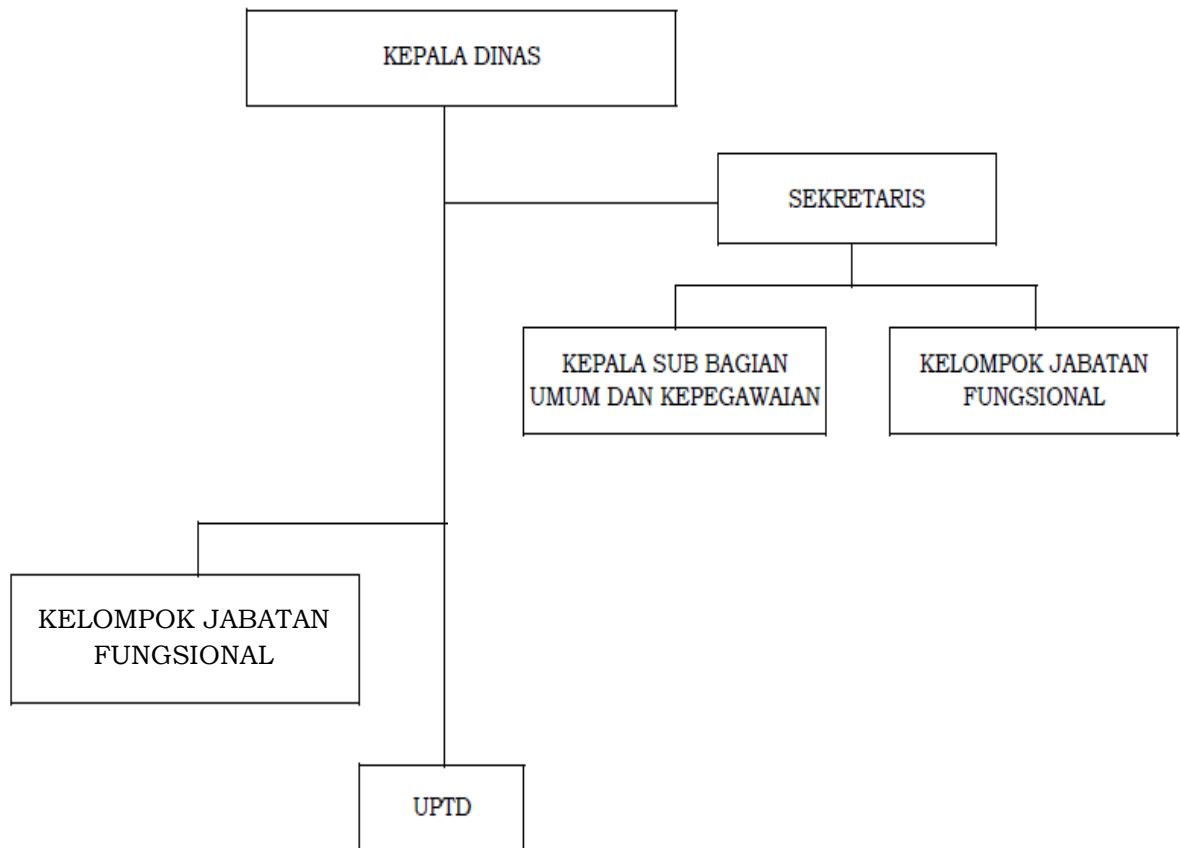 KEPALA DINAS
SEKRETARIS
KEPALA SUB BAGIAN
UMUM DAN KEPEGAWAIAN
KELOMPOK JABATAN
FUNGSIONAL
KELOMPOK JABATAN
FUNGSIONAL
UPTD